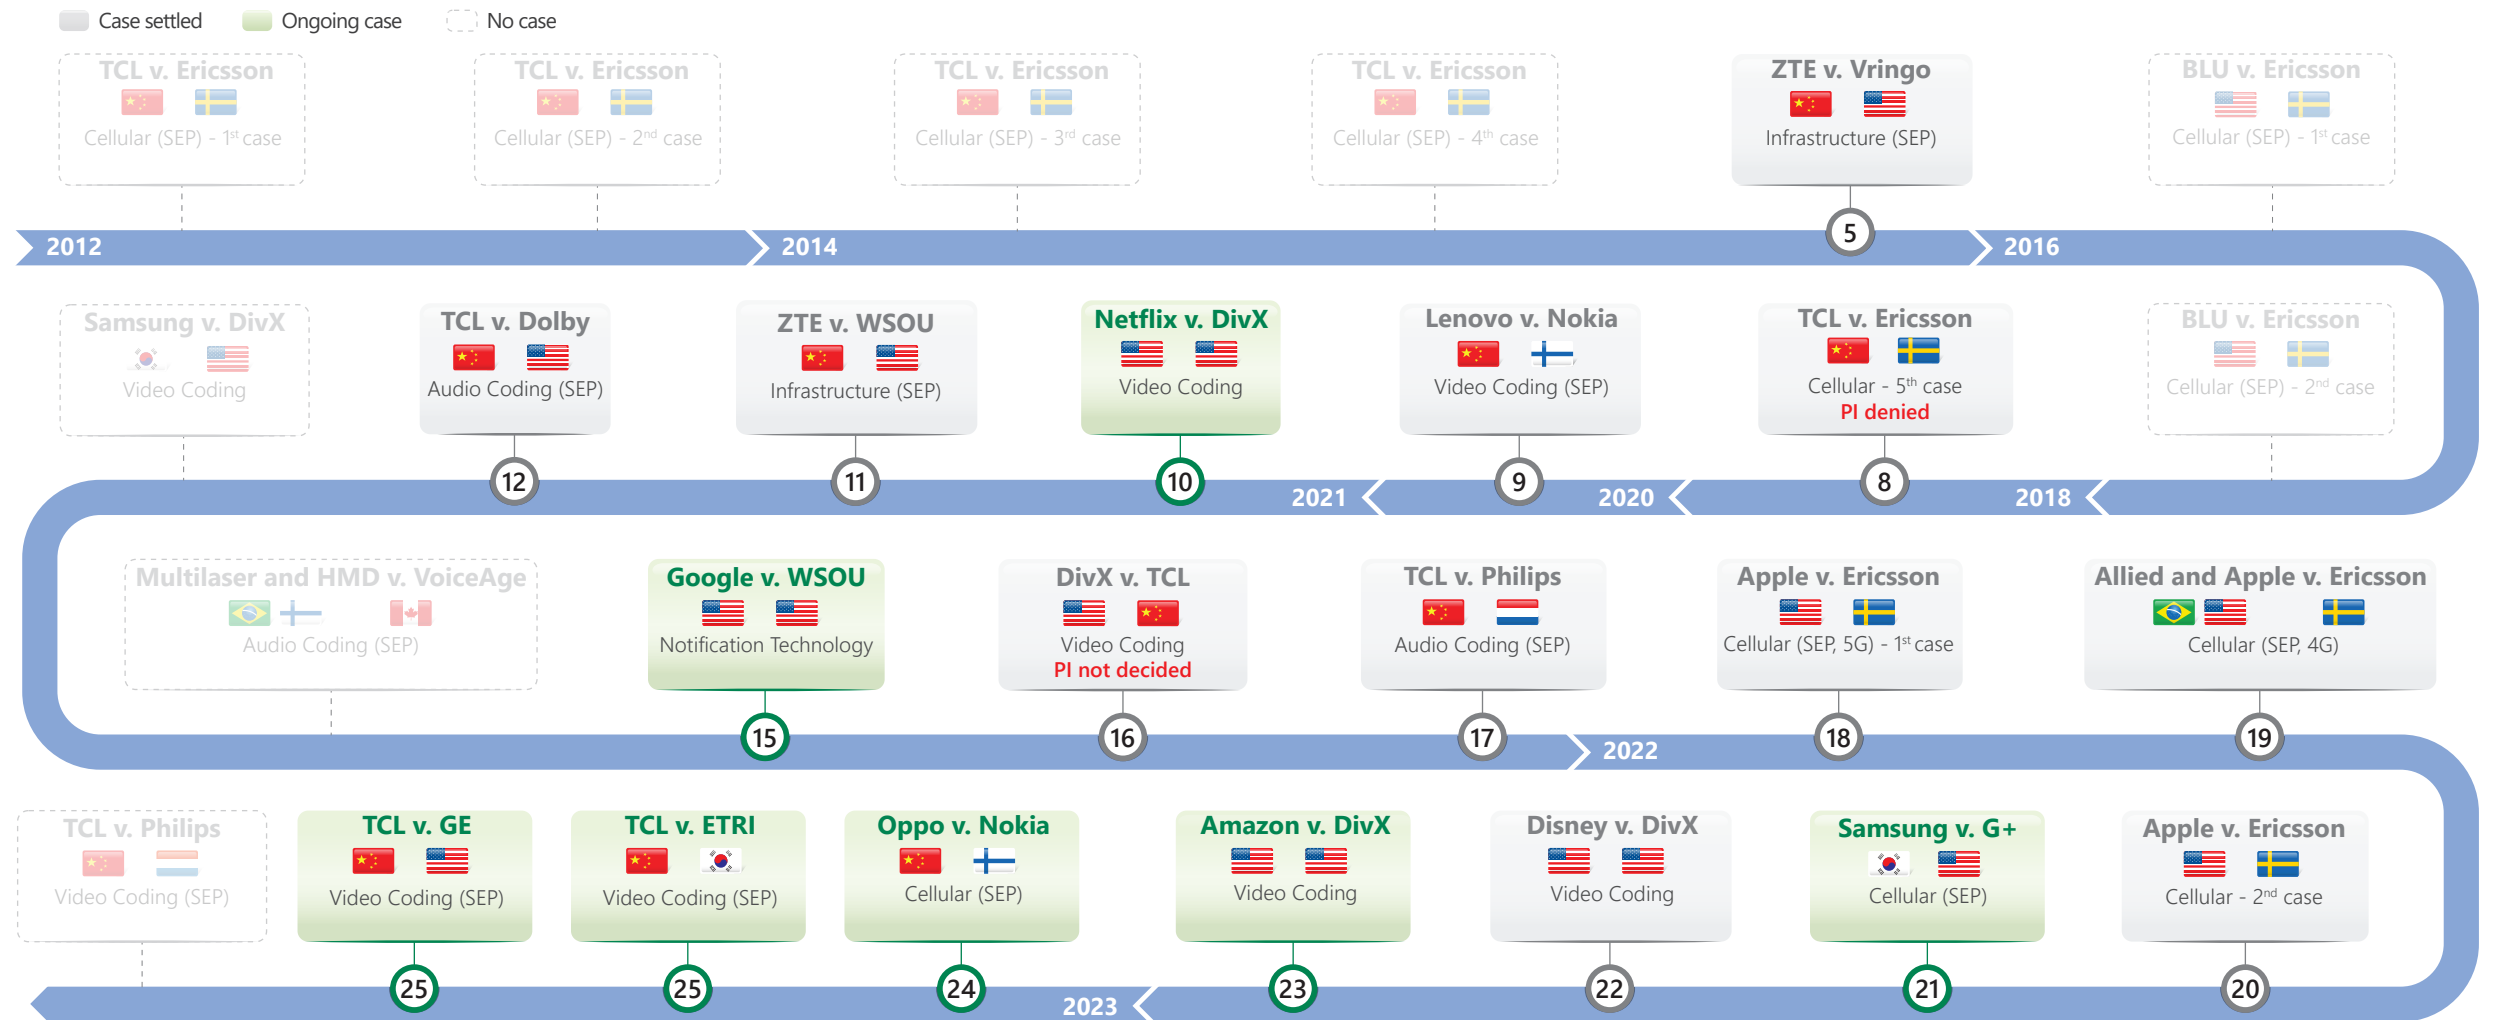 Case settled
Ongoing case
No case
TCL v. Ericsson
Cellular (SEP) - 1st case
TCL v. Ericsson
Cellular (SEP) - 2nd case
TCL v. Ericsson
Cellular (SEP) - 3rd case
TCL v. Ericsson
Cellular (SEP) - 4th case
ZTE v. Vringo
Infrastructure (SEP)
BLU v. Ericsson
Cellular (SEP) - 1st case
5
2012
2014
2016
Samsung v. DivX
Video Coding
TCL v. Dolby
Audio Coding (SEP)
ZTE v. WSOU
Infrastructure (SEP)
Netflix v. DivX
Video Coding
Lenovo v. Nokia
Video Coding (SEP)
TCL v. Ericsson
Cellular - 5th case
PI denied
BLU v. Ericsson
Cellular (SEP) - 2nd case
12
11
10
9
8
2021
2020
2018
Multilaser and HMD v. VoiceAge
Audio Coding (SEP)
Google v. WSOU
Notification Technology
DivX v. TCL
Video Coding
PI not decided
TCL v. Philips
Audio Coding (SEP)
Apple v. Ericsson
Cellular (SEP, 5G) - 1st case
Allied and Apple v. Ericsson
Cellular (SEP, 4G)
15
16
17
18
19
2022
TCL v. Philips
Video Coding (SEP)
TCL v. GE
Video Coding (SEP)
TCL v. ETRI
Video Coding (SEP)
Oppo v. Nokia
Cellular (SEP)
Amazon v. DivX
Video Coding
Disney v. DivX
Video Coding
Samsung v. G+
Cellular (SEP)
Apple v. Ericsson
Cellular - 2nd case
25
25
24
23
22
21
20
2023